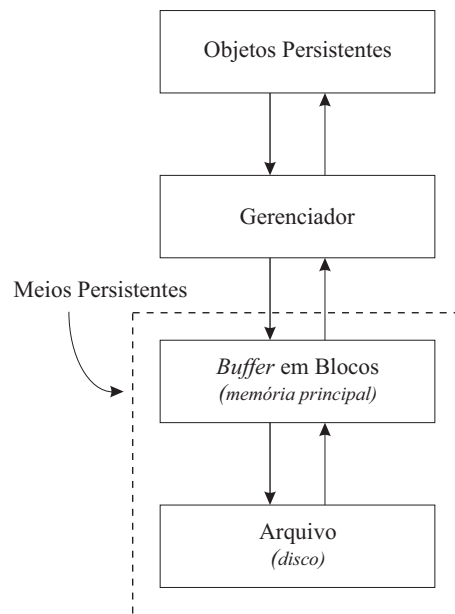 Objetos Persistentes
Gerenciador
Meios Persistentes
Buffer em Blocos
(memória principal)
Arquivo
(disco)